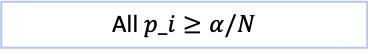 All p_i ≥ α/N